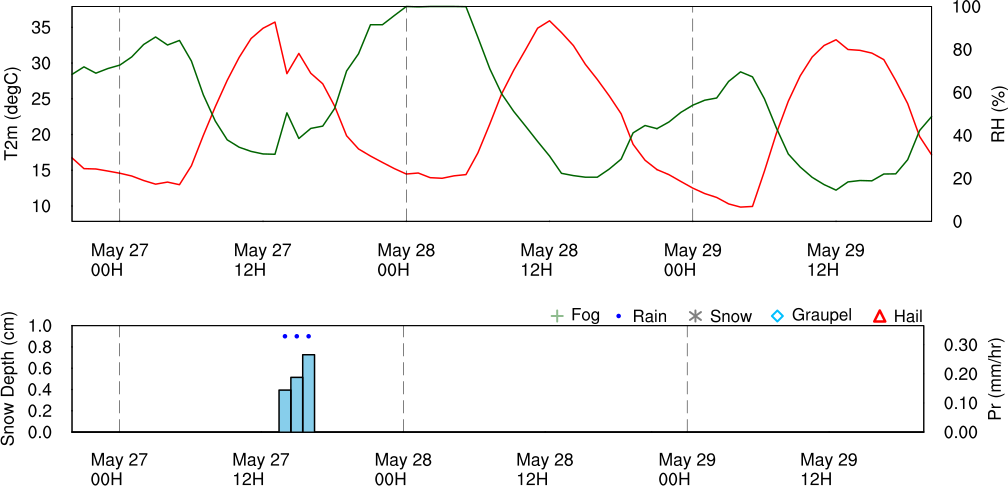 T2m (degC)
35
30
25
20
15
10
100
80
60
40
20
0
RH (%)
May 27 May 27 May 28 May 28 May 29 May 29
00H 12H 00H 12H 00H 12H
Fog Rain Snow Graupel Hail
Snow Depth (cm)
1.0
0.8
0.6
0.4
0.2
0.0
0.30
0.20
0.10
0.00
Pr (mm/hr)
May 27 May 27 May 28 May 28 May 29 May 29
00H 12H 00H 12H 00H 12H